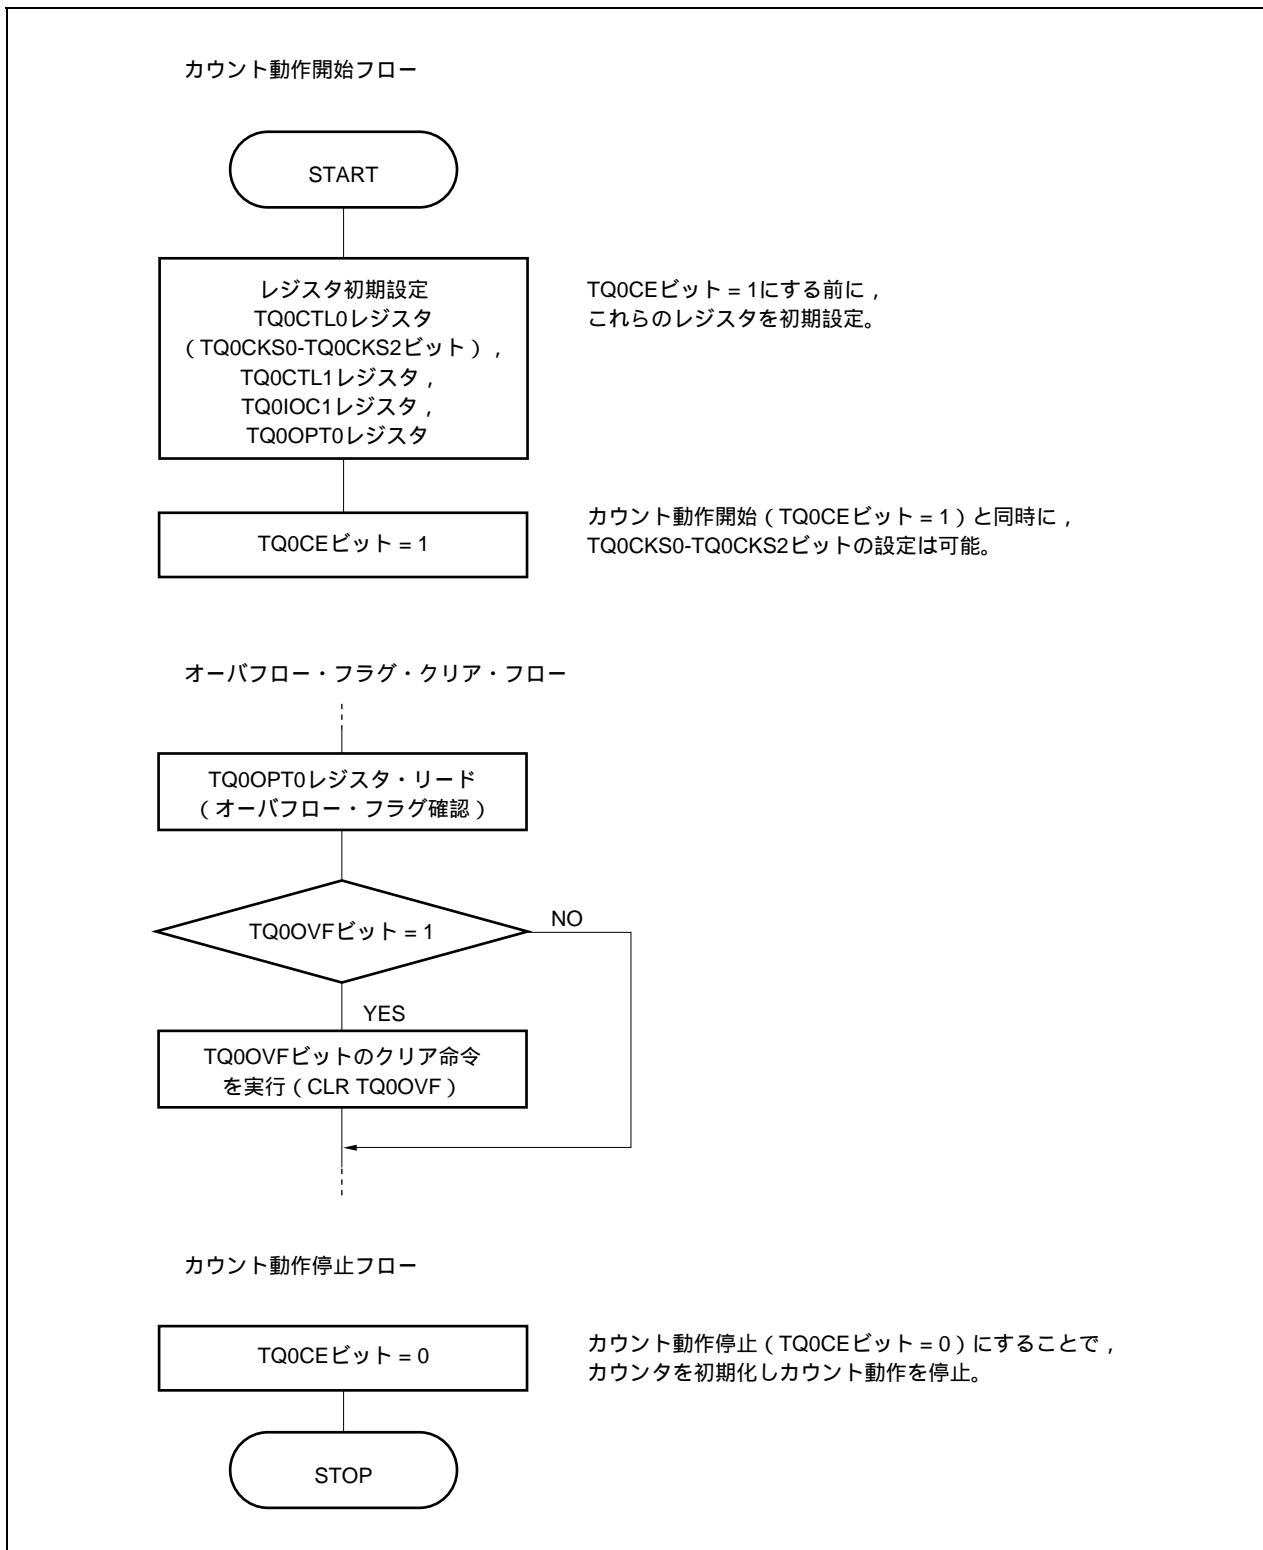 カウント動作開始フロー
START
レジスタ初期設定
TQ0CTL0レジスタ
（TQ0CKS0-TQ0CKS2ビット），
TQ0CTL1レジスタ，
TQ0IOC1レジスタ，
TQ0OPT0レジスタ
TQ0CEビット = 1にする前に，
これらのレジスタを初期設定。
TQ0CEビット = 1
カウント動作開始（TQ0CEビット = 1）と同時に，
TQ0CKS0-TQ0CKS2ビットの設定は可能。
オーバフロー・フラグ・クリア・フロー
TQ0OPT0レジスタ・リード
（オーバフロー・フラグ確認）
TQ0OVFビット = 1
NO
YES
TQ0OVFビットのクリア命令
を実行（CLR TQ0OVF）
カウント動作停止フロー
TQ0CEビット = 0
カウント動作停止（TQ0CEビット = 0）にすることで，
カウンタを初期化しカウント動作を停止。
STOP